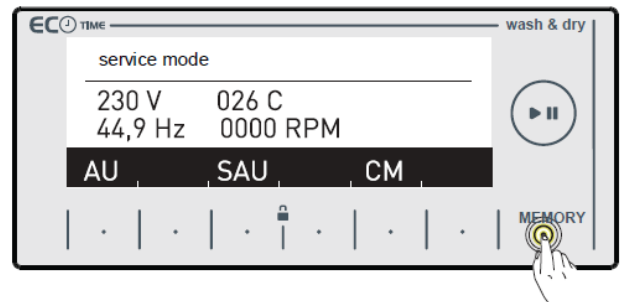 ECO TIME
wash & dry
service mode
230 V 026 C
44,9 Hz 0000 RPM
AU SAU CM
MEMORY